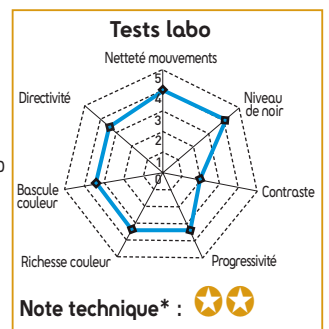 Tests labo
Netteté mouvements
5
Directivité
4
Niveau
de noir
3
2
1
0
Bascule
couleur
Contraste
Richesse couleur
Progressivité
Note technique* :